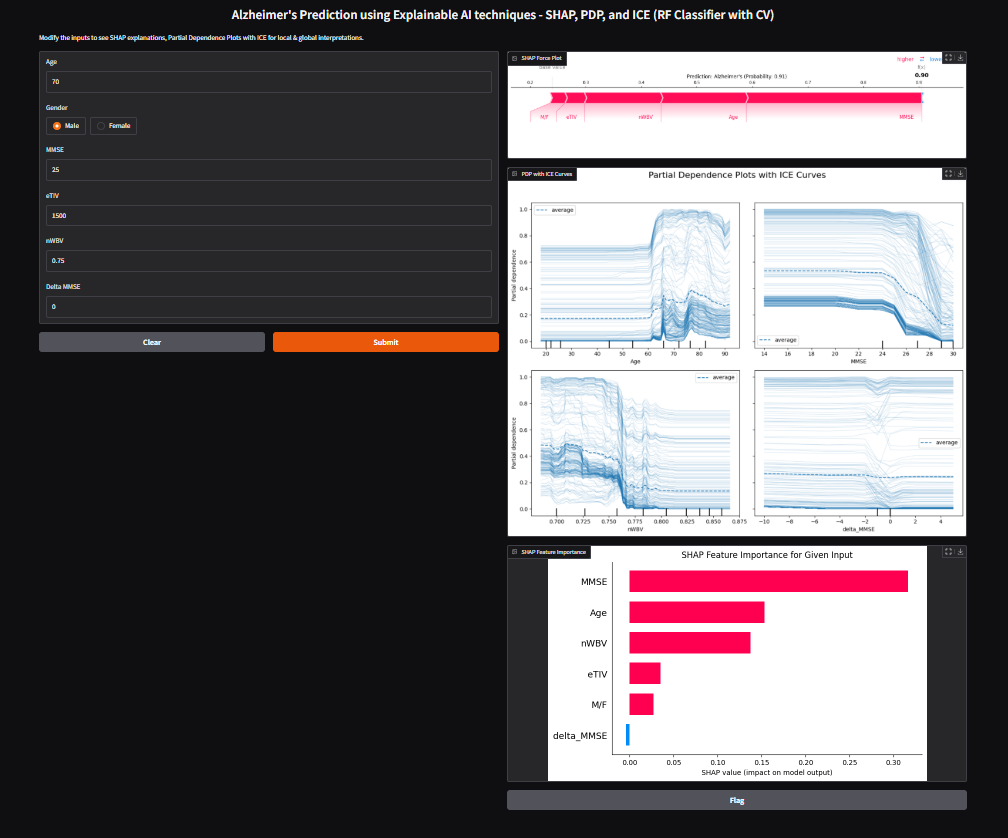 Alzheimer's Prediction using Explainable AI techniques - SHAP, PDP, and ICE (RF Classifier with CV)
Modify the inputs to see SHAP explanations, Partial Dependence Plots with ICE for local & global interpretations.
Age
70
Gender
Male
Female
MMSE
25
eTIV
1500
nWBV
0.75
Delta MMSE
0
Clear
Submit
SHAP Force Plot
higher
f(x)
Prediction: Alzheimer's (Probability: 0.91)
0.90
0.2 0.3 0.4 0.5 0.6 0.7 0.8 0.9
M/F eTIV nWBV Age MMSE
PDP with ICE Curves
Partial Dependence Plots with ICE Curves
average
Partial dependence
1.0
0.8
0.6
0.4
0.2
0.0
20 30 40 50 60 70 80 90
Age
average
14 16 18 20 22 24 26 28 30
MMSE
average
Partial dependence
1.0
0.8
0.6
0.4
0.2
0.0
0.700 0.725 0.750 0.775 0.800 0.825 0.850 0.875
nWBV
average
−10 −8 −6 −4 −2 0 2 4
delta_MMSE
SHAP Feature Importance
SHAP Feature Importance for Given Input
MMSE
Age
nWBV
eTIV
M/F
delta_MMSE
0.00 0.05 0.10 0.15 0.20 0.25 0.30
SHAP value (impact on model output)
Flag